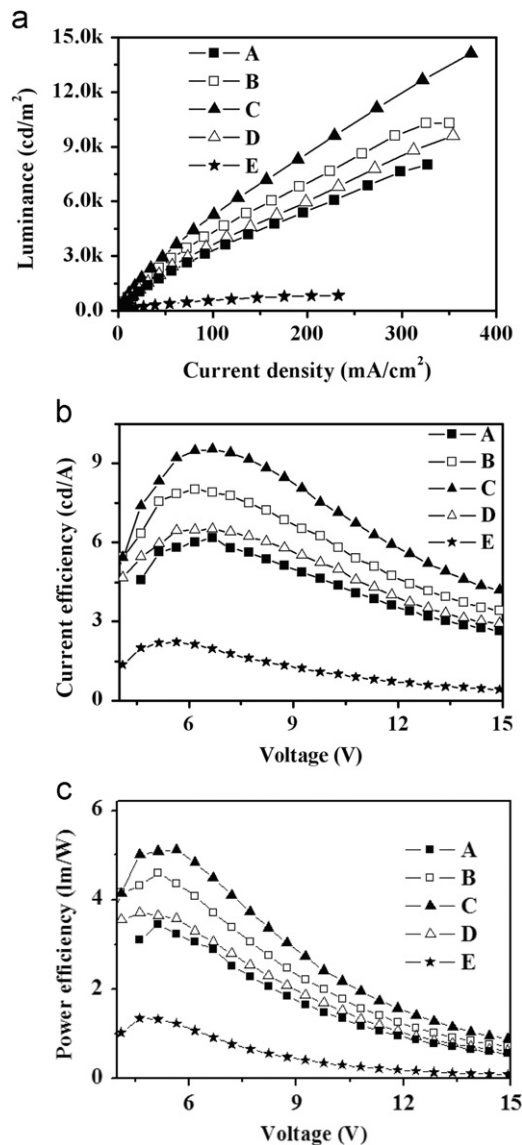 a
15.0k
12.0k
9.0k
6.0k
3.0k
0.0
Luminance (cd/m²)
A
B
C
D
E
0 100 200 300 400
Current density (mA/cm²)
b
9
6
3
0
Current efficiency (cd/A)
A
B
C
D
E
6 9 12 15
Voltage (V)
c
6
4
2
0
Power efficiency (lm/W)
A
B
C
D
E
6 9 12 15
Voltage (V)